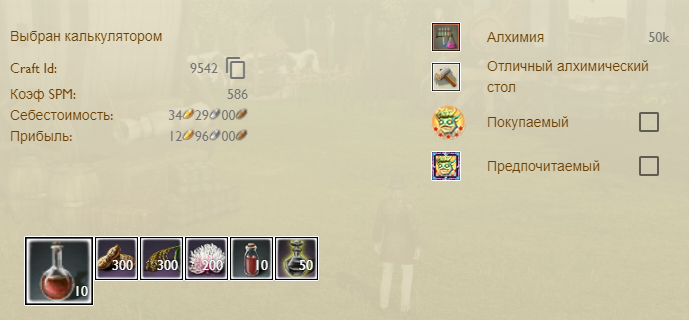 Выбран калькулятором
Craft Id: 9542
Коэф SPM: 586
Себестоимость: 34 29 00
Прибыль: 12 96 00
Алхимия 50k
Отличный алхимический
стол
Покупаемый
Предпочитаемый
10 300 300 200 10 50